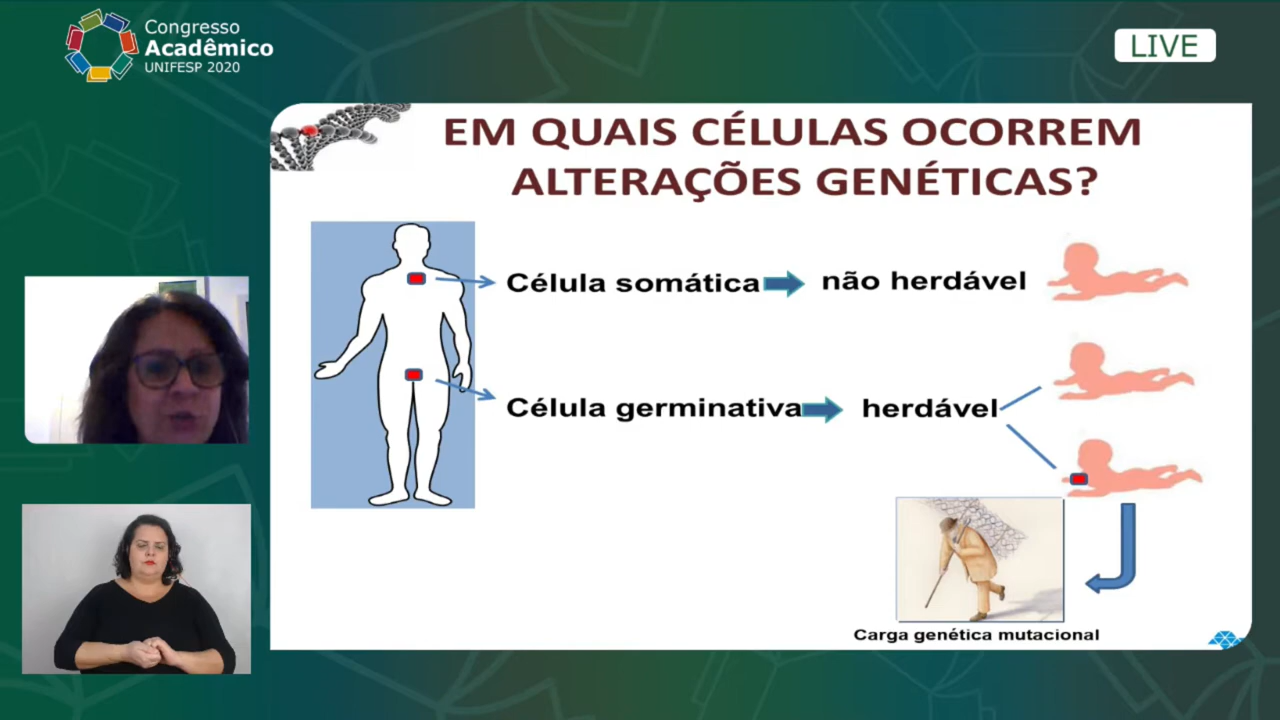 Congresso
Acadêmico
UNIFESP 2020
LIVE
EM QUAIS CÉLULAS OCORREM
ALTERAÇÕES GENÉTICAS?
Célula somática
não herdável
Célula germinativa
herdável
Carga genética mutacional